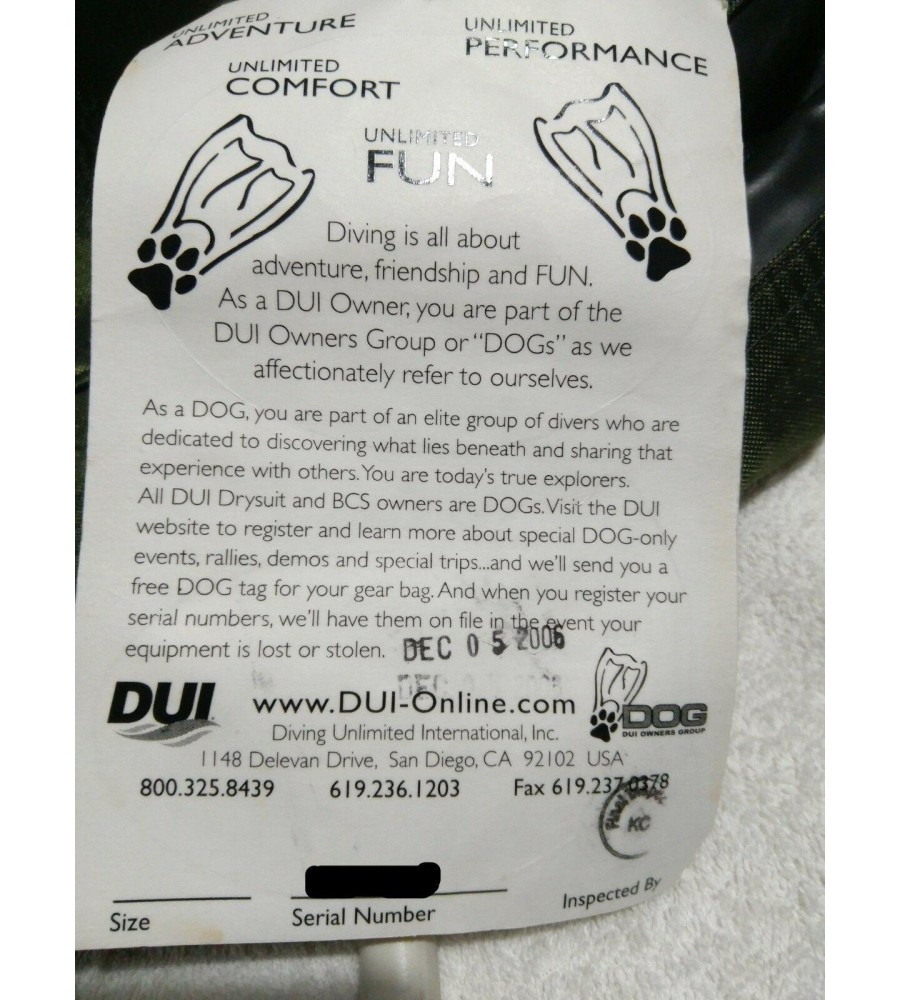 UNLIMITED
ADVENTURE
UNLIMITED
PERFORMANCE
UNLIMITED
COMFORT
UNLIMITED
FUN
Diving is all about
adventure, friendship and FUN.
As a DUI Owner, you are part of the
DUI Owners Group or "DOGs" as we
affectionately refer to ourselves.
As a DOG, you are part of an elite group of divers who are
dedicated to discovering what lies beneath and sharing that
experience with others. You are today's true explorers.
All DUI Drysuit and BCS owners are DOGs. Visit the DUI
website to register and learn more about special DOG-only
events, rallies, demos and special trips...and we'll send you a
free DOG tag for your gear bag. And when you register your
serial numbers, we'll have them on file in the event your
equipment is lost or stolen. DEC 0 5 2006
DEC
DUI www.DUI-Online.com DOG
DUI OWNERS GROUP
Diving Unlimited International, Inc.
1148 Delevan Drive, San Diego, CA 92102 USA
800.325.8439 619.236.1203 Fax 619.237.0378
KC
Size Serial Number Inspected By